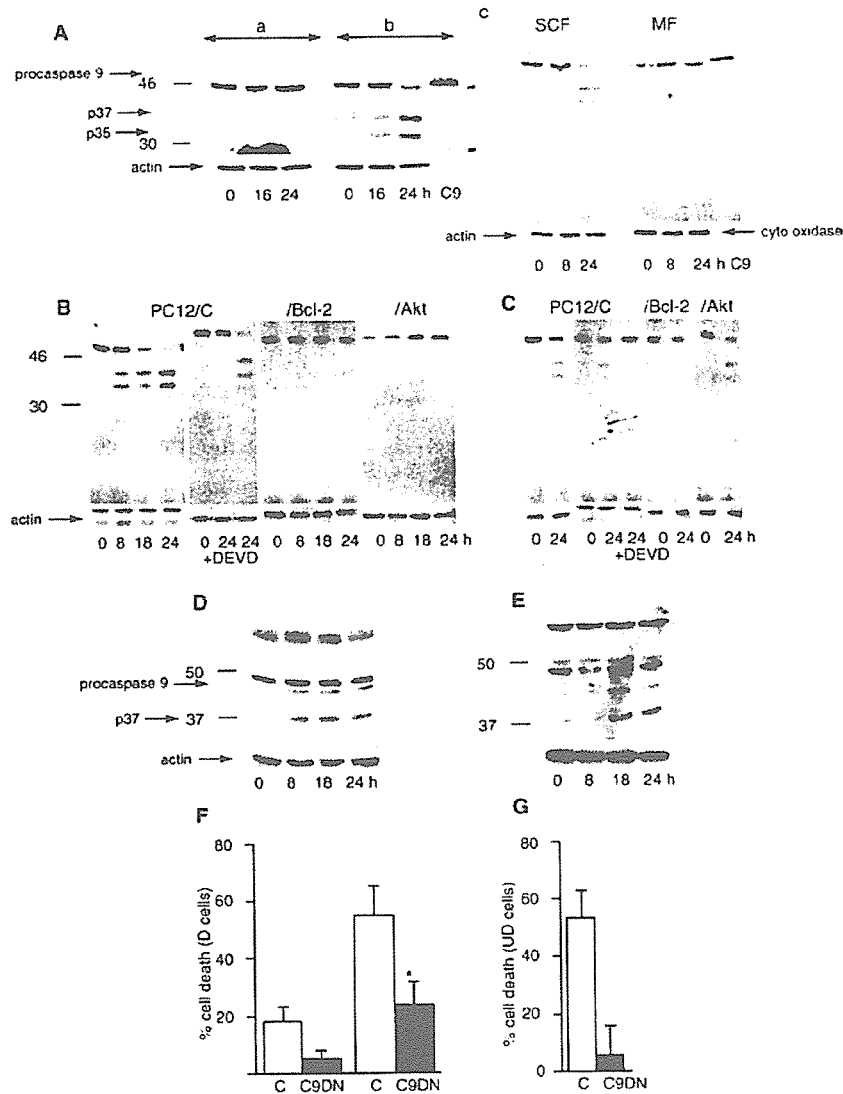 A
a
b
c
SCF
MF
procaspase 9
46
p37
p35
30
actin
0 16 24
0 16 24 h C9
actin
cyto oxidase
0 8 24
0 8 24 h C9
B
PC12/C
/Bcl-2
/Akt
46
30
actin
0 8 18 24
0 24 24
+DEVD
0 8 18 24
0 8 18 24 h
C
PC12/C
/Bcl-2
/Akt
0 24
0 24 24
+DEVD
0 24
0 24 h
D
50
procaspase 9
p37
37
actin
0 8 18 24 h
E
50
37
0 8 18 24 h
F
80
60
40
20
% cell death (D cells)
C C9DN
C C9DN
G
80
60
40
20
0
% cell death (UD cells)
C C9DN